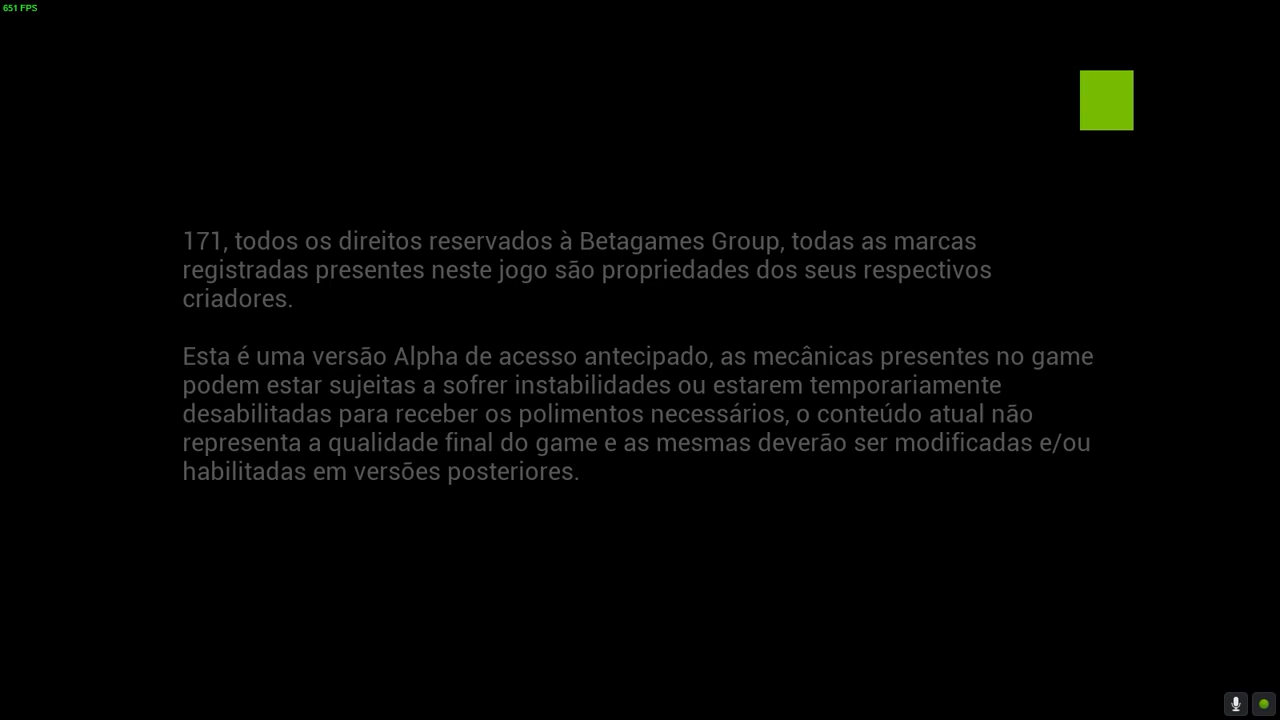 651 FPS
171, todos os direitos reservados à Betagames Group, todas as marcas
registradas presentes neste jogo são propriedades dos seus respectivos
criadores.
Esta é uma versão Alpha de acesso antecipado, as mecânicas presentes no game
podem estar sujeitas a sofrer instabilidades ou estarem temporariamente
desabilitadas para receber os polimentos necessários, o conteúdo atual não
representa a qualidade final do game e as mesmas deverão ser modificadas e/ou
habilitadas em versões posteriores.